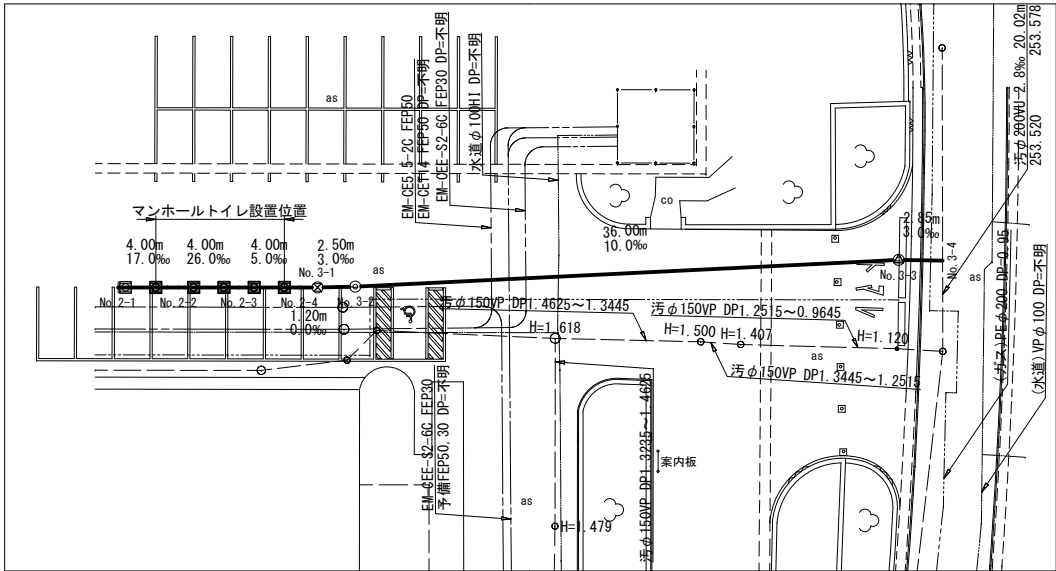 as
EM-CE5.5-2C FEP50
EM-CET14 FEP50 DP=不明
EM-CEE-S2-6C FEP30 DP=不明
水道φ100HI DP=不明
汚φ200VU-2.8‰ 20.02m
253.520 253.578
マンホールトイレ設置位置
co
4.00m
17.0‰
4.00m
26.0‰
4.00m
5.0‰
2.50m
3.0‰
No.3-1
as
36.00m
10.0‰
2.85m
3.0‰
No.3-3
No.3-4
No.2-1
No.2-2
No.2-3
No.2-4
No.3-2
1.20m
0.0‰
汚φ150VP DP1.4625～1.3445
汚φ150VP DP1.2515～0.9645
H=1.618
H=1.500
H=1.407
H=1.120
as
汚φ150VP DP1.3445～1.2515
(ガス)PEφ200 DP=0.95
(水道)VPφ100 DP=不明
EM-CEE-S2-6C FEP30
予備FEP50,30 DP=不明
汚φ150VP DP1.3235～1.4625
案内板
as
H=1.479